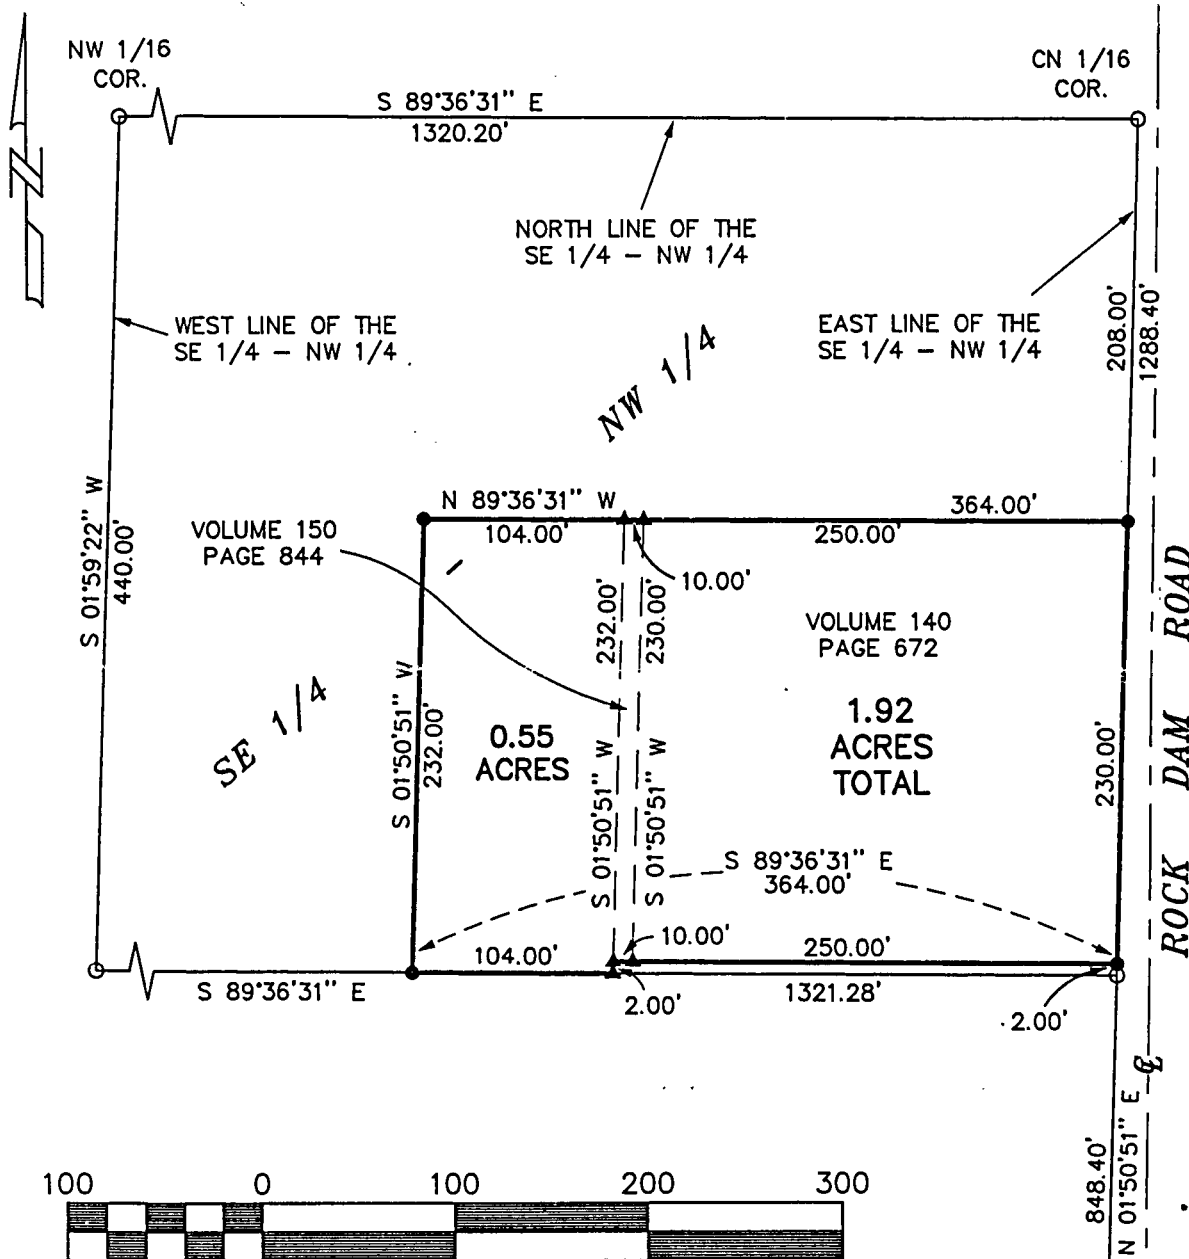 NW 1/16
COR.
CN 1/16
COR.
S 89°36'31" E
1320.20'
NORTH LINE OF THE
SE 1/4 – NW 1/4
WEST LINE OF THE
SE 1/4 – NW 1/4
EAST LINE OF THE
SE 1/4 – NW 1/4
208.00'
1288.40'
NW 1/4
S 01°59'22" W
440.00'
VOLUME 150
PAGE 844
N 89°36'31" W
104.00'
364.00'
250.00'
10.00'
232.00'
230.00'
VOLUME 140
PAGE 672
SE 1/4
S 01°50'51" W
232.00'
0.55
ACRES
S 01°50'51" W
S 01°50'51" W
1.92
ACRES
TOTAL
230.00'
ROCK DAM ROAD
S 89°36'31" E
364.00'
10.00'
104.00'
250.00'
S 89°36'31" E
2.00'
1321.28'
2.00'
848.40'
N 01°50'51" E
100 0 100 200 300